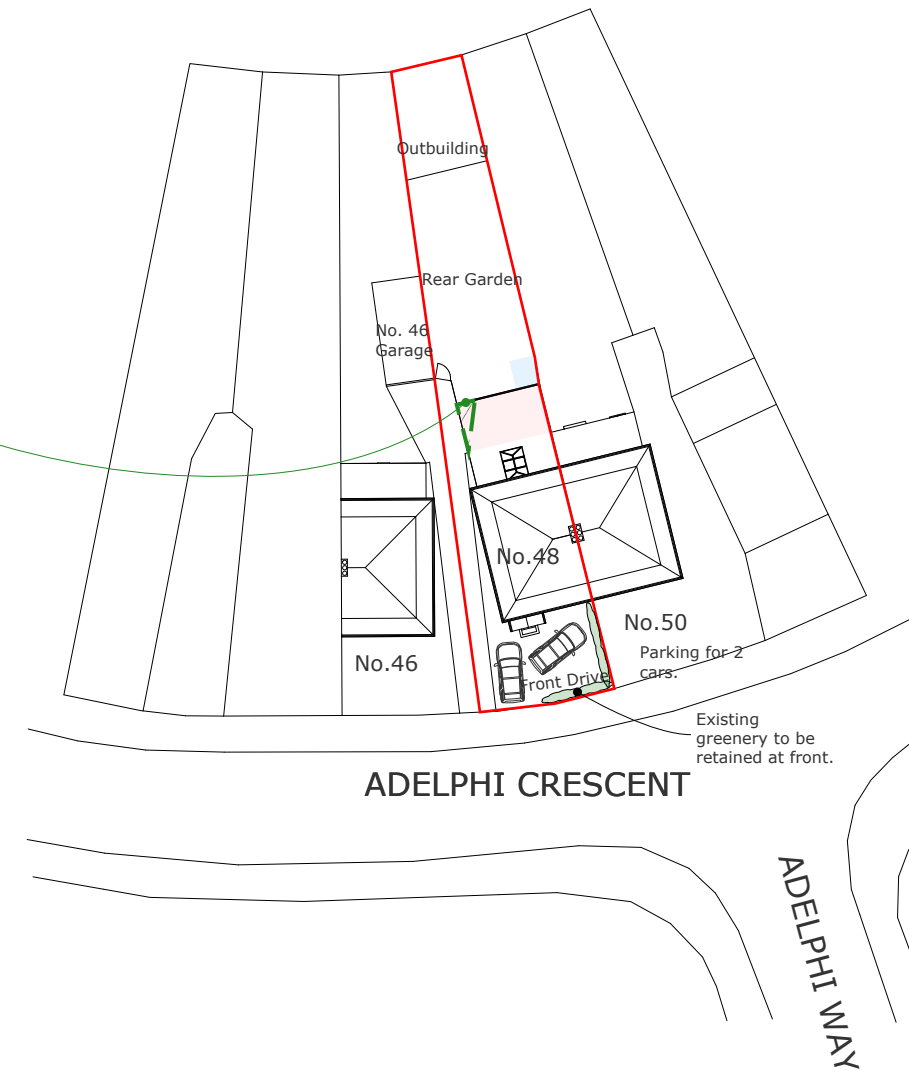 Outbuilding
Rear Garden
No. 46
Garage
No.48
No.50
No.46
Parking for 2
cars.
Front Drive
Existing
greenery to be
retained at front.
ADELPHI CRESCENT
ADELPHI WAY